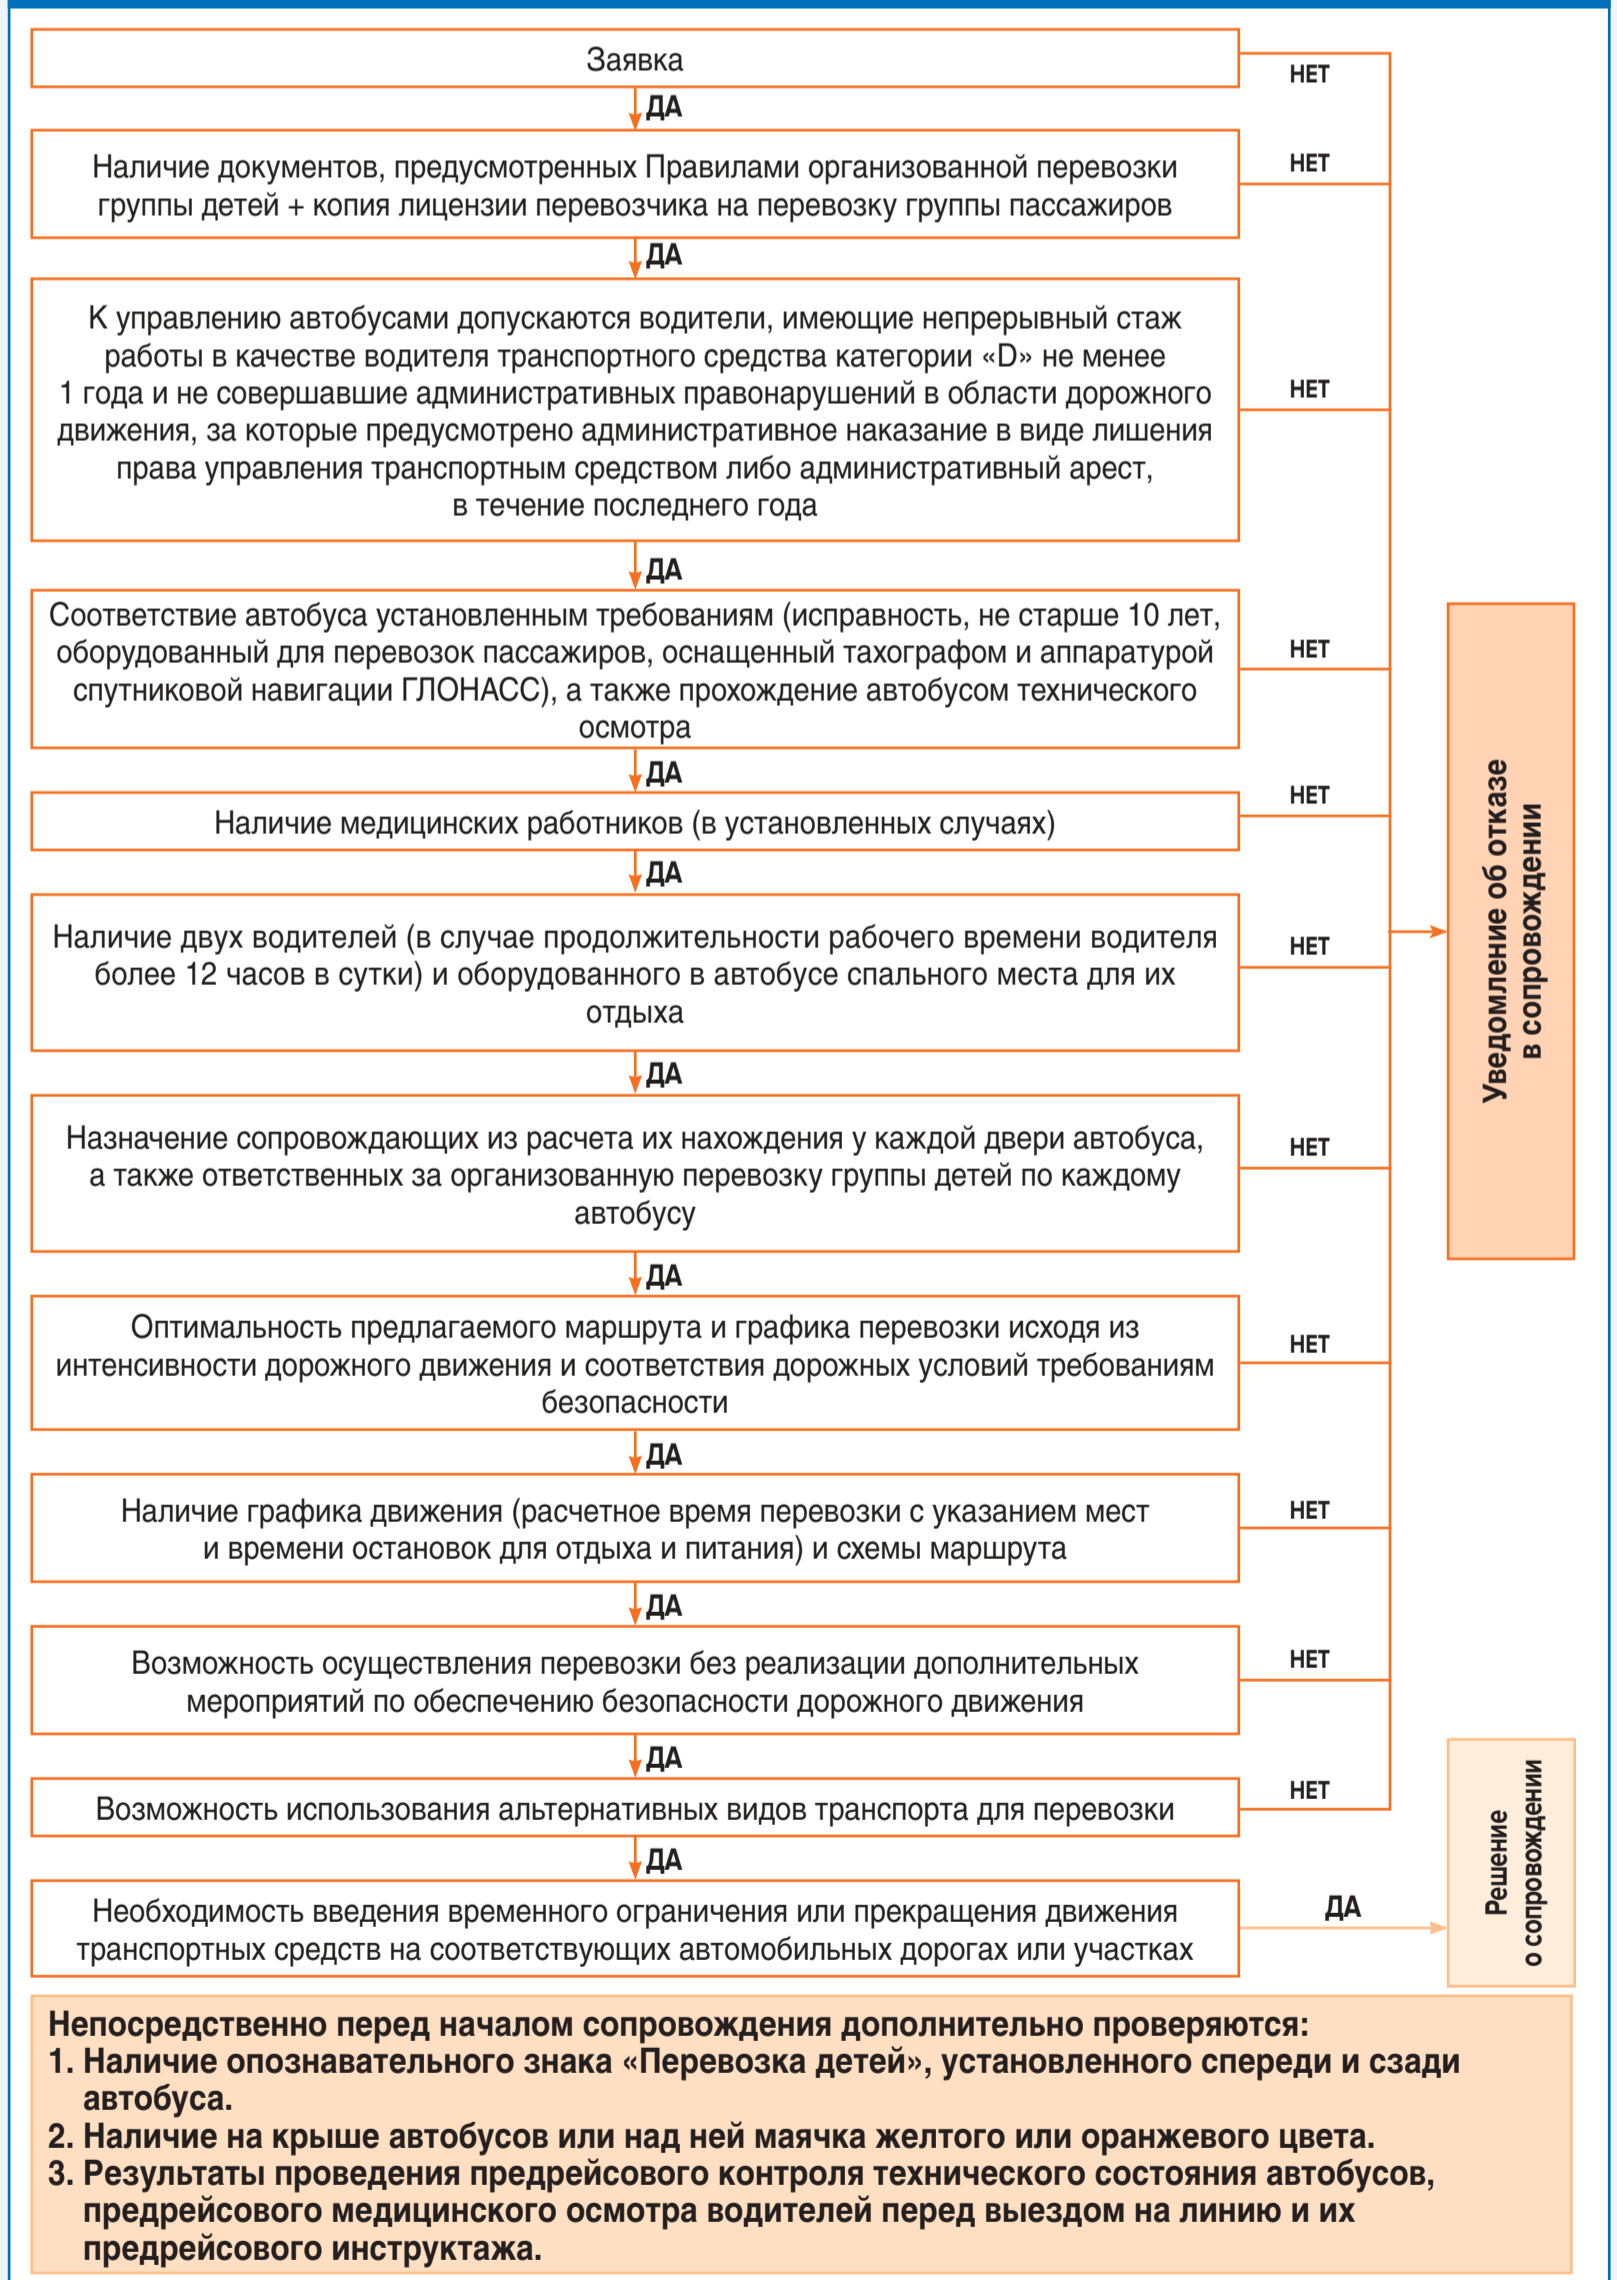 Заявка
НЕТ
ДА
Наличие документов, предусмотренных Правилами организованной перевозки
группы детей + копия лицензии перевозчика на перевозку группы пассажиров
НЕТ
ДА
К управлению автобусами допускаются водители, имеющие непрерывный стаж
работы в качестве водителя транспортного средства категории «D» не менее
1 года и не совершавшие административных правонарушений в области дорожного
движения, за которые предусмотрено административное наказание в виде лишения
права управления транспортным средством либо административный арест,
в течение последнего года
НЕТ
ДА
Соответствие автобуса установленным требованиям (исправность, не старше 10 лет,
оборудованный для перевозок пассажиров, оснащенный тахографом и аппаратурой
спутниковой навигации ГЛОНАСС), а также прохождение автобусом технического
осмотра
НЕТ
ДА
Наличие медицинских работников (в установленных случаях)
НЕТ
ДА
Наличие двух водителей (в случае продолжительности рабочего времени водителя
более 12 часов в сутки) и оборудованного в автобусе спального места для их
отдыха
НЕТ
Уведомление об отказе
в сопровождении
ДА
Назначение сопровождающих из расчета их нахождения у каждой двери автобуса,
а также ответственных за организованную перевозку группы детей по каждому
автобусу
НЕТ
ДА
Оптимальность предлагаемого маршрута и графика перевозки исходя из
интенсивности дорожного движения и соответствия дорожных условий требованиям
безопасности
НЕТ
ДА
Наличие графика движения (расчетное время перевозки с указанием мест
и времени остановок для отдыха и питания) и схемы маршрута
НЕТ
ДА
Возможность осуществления перевозки без реализации дополнительных
мероприятий по обеспечению безопасности дорожного движения
НЕТ
ДА
Возможность использования альтернативных видов транспорта для перевозки
НЕТ
ДА
Необходимость введения временного ограничения или прекращения движения
транспортных средств на соответствующих автомобильных дорогах или участках
ДА
Решение
о сопровождении
Непосредственно перед началом сопровождения дополнительно проверяются:
1. Наличие опознавательного знака «Перевозка детей», установленного спереди и сзади
автобуса.
2. Наличие на крыше автобусов или над ней маячка желтого или оранжевого цвета.
3. Результаты проведения предрейсового контроля технического состояния автобусов,
предрейсового медицинского осмотра водителей перед выездом на линию и их
предрейсового инструктажа.